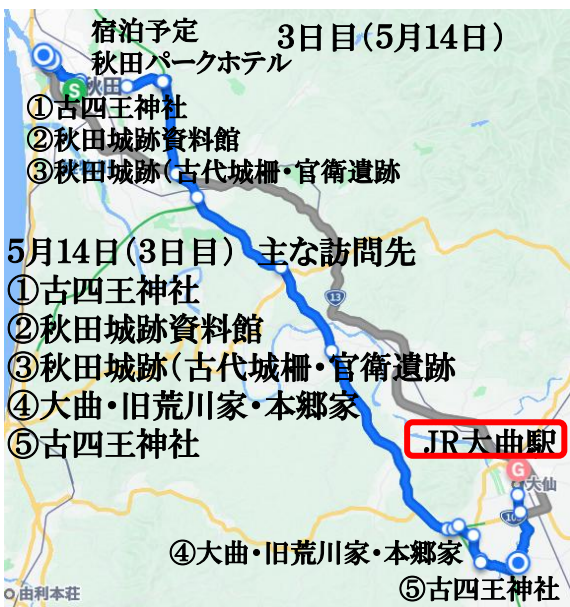 宿泊予定
3日目(5月14日)
秋田パークホテル
S
秋田
①古四王神社
②秋田城跡資料館
③秋田城跡(古代城柵・官衛遺跡
5月14日(3日目) 主な訪問先
①古四王神社
②秋田城跡資料館
③秋田城跡(古代城柵・官衛遺跡
④大曲・旧荒川家・本郷家
⑤古四王神社
13
JR大曲駅
G
大仙
④大曲・旧荒川家・本郷家
⑤古四王神社
由利本荘